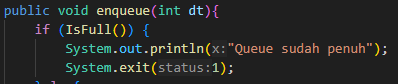 public void enqueue(int dt){
if (IsFull()) {
System.out.println(x:"Queue sudah penuh");
System.exit(status:1);